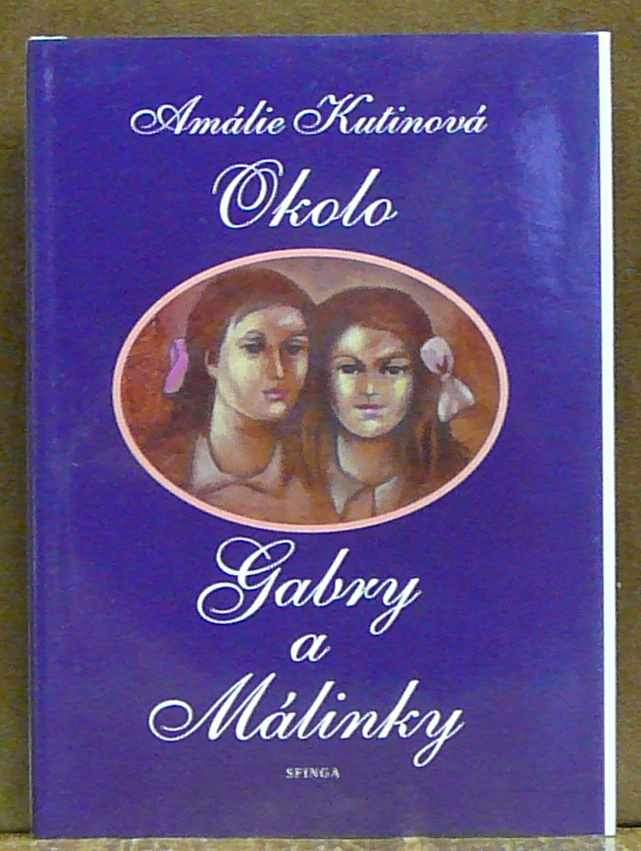 Amálie Kutinová
Okolo
Gabry
a
Málinky
SFINGA